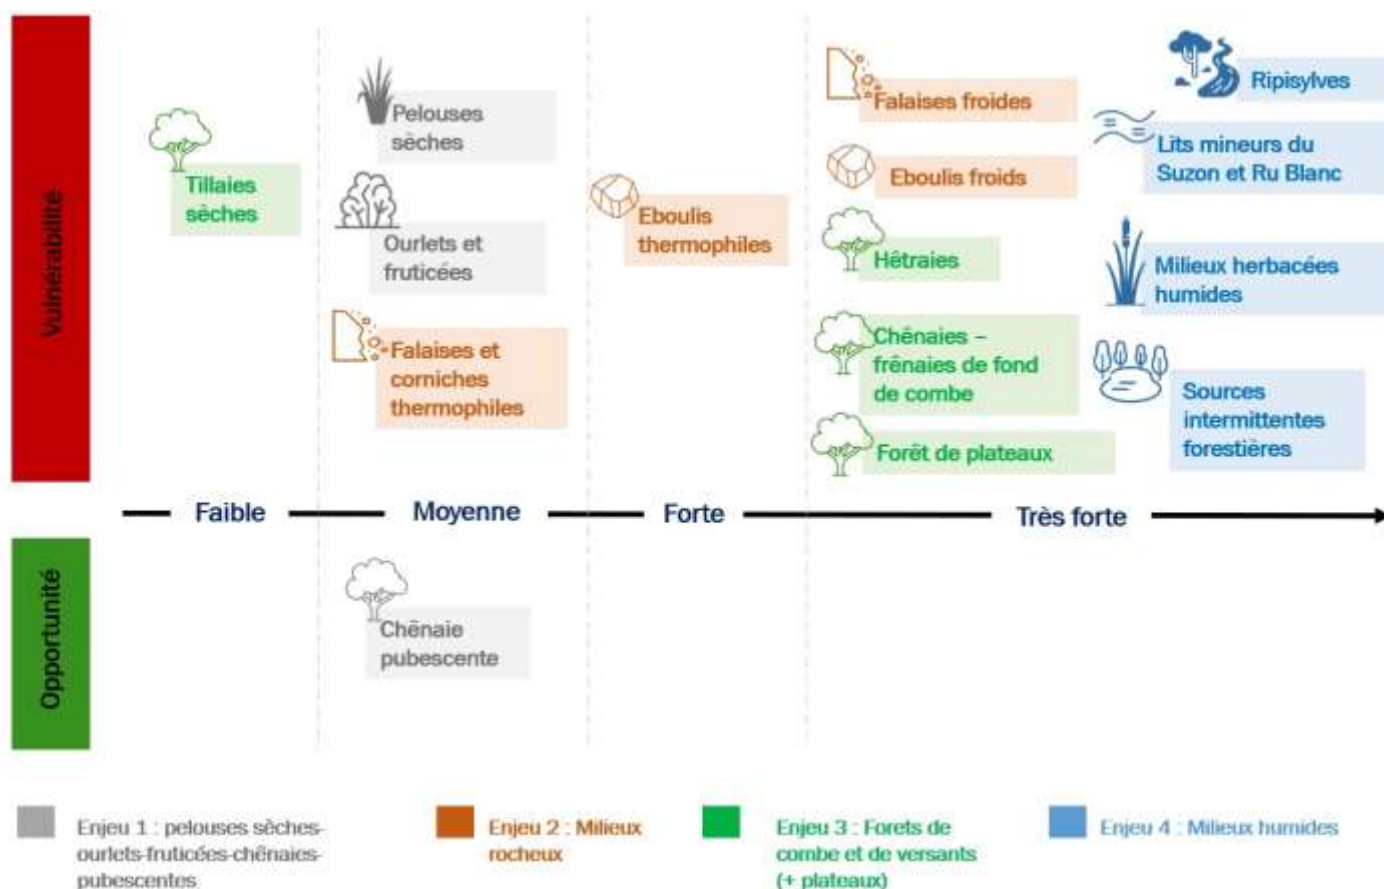 Vulnérabilité
Tillaies
sèches
Pelouses
sèches
Ourlets et
fruticées
Falaises et
corniches
thermophiles
Eboulis
thermophiles
Falaises froides
Eboulis froids
Hêtraies
Chênaies –
frênaies de fond
de combe
Forêt de plateaux
Ripisylves
Lits mineurs du
Suzon et Ru Blanc
Milieux herbacées
humides
Sources
intermittentes
forestières
Faible
Moyenne
Forte
Très forte
Opportunité
Chênaie
pubescente
Enjeu 1 : pelouses sèches-
ourlets-fruticées-chênaies-
pubescentes
Enjeu 2 : Milieux
rocheux
Enjeu 3 : Forets de
combe et de versants
(+ plateaux)
Enjeu 4 : Milieux humides